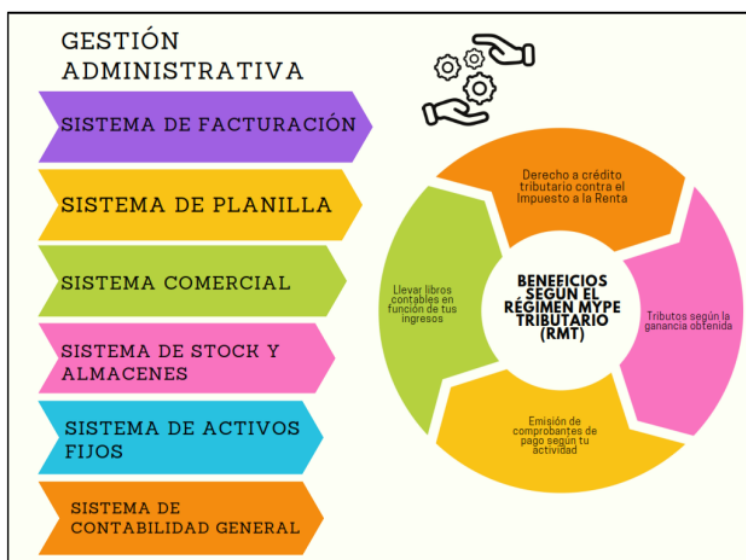 GESTIÓN
ADMINISTRATIVA
SISTEMA DE FACTURACIÓN
SISTEMA DE PLANILLA
SISTEMA COMERCIAL
SISTEMA DE STOCK Y
ALMACENES
SISTEMA DE ACTIVOS
FIJOS
SISTEMA DE
CONTABILIDAD GENERAL
Derecho a crédito
tributario contra el
Impuesto a la Renta
Tributos según la
ganancia obtenida
Emisión de
comprobantes de
pago según tu
actividad
Llevar libros
contables en
función de tus
ingresos
BENEFICIOS
SEGÚN EL
RÉGIMEN MYPE
TRIBUTARIO
(RMT)